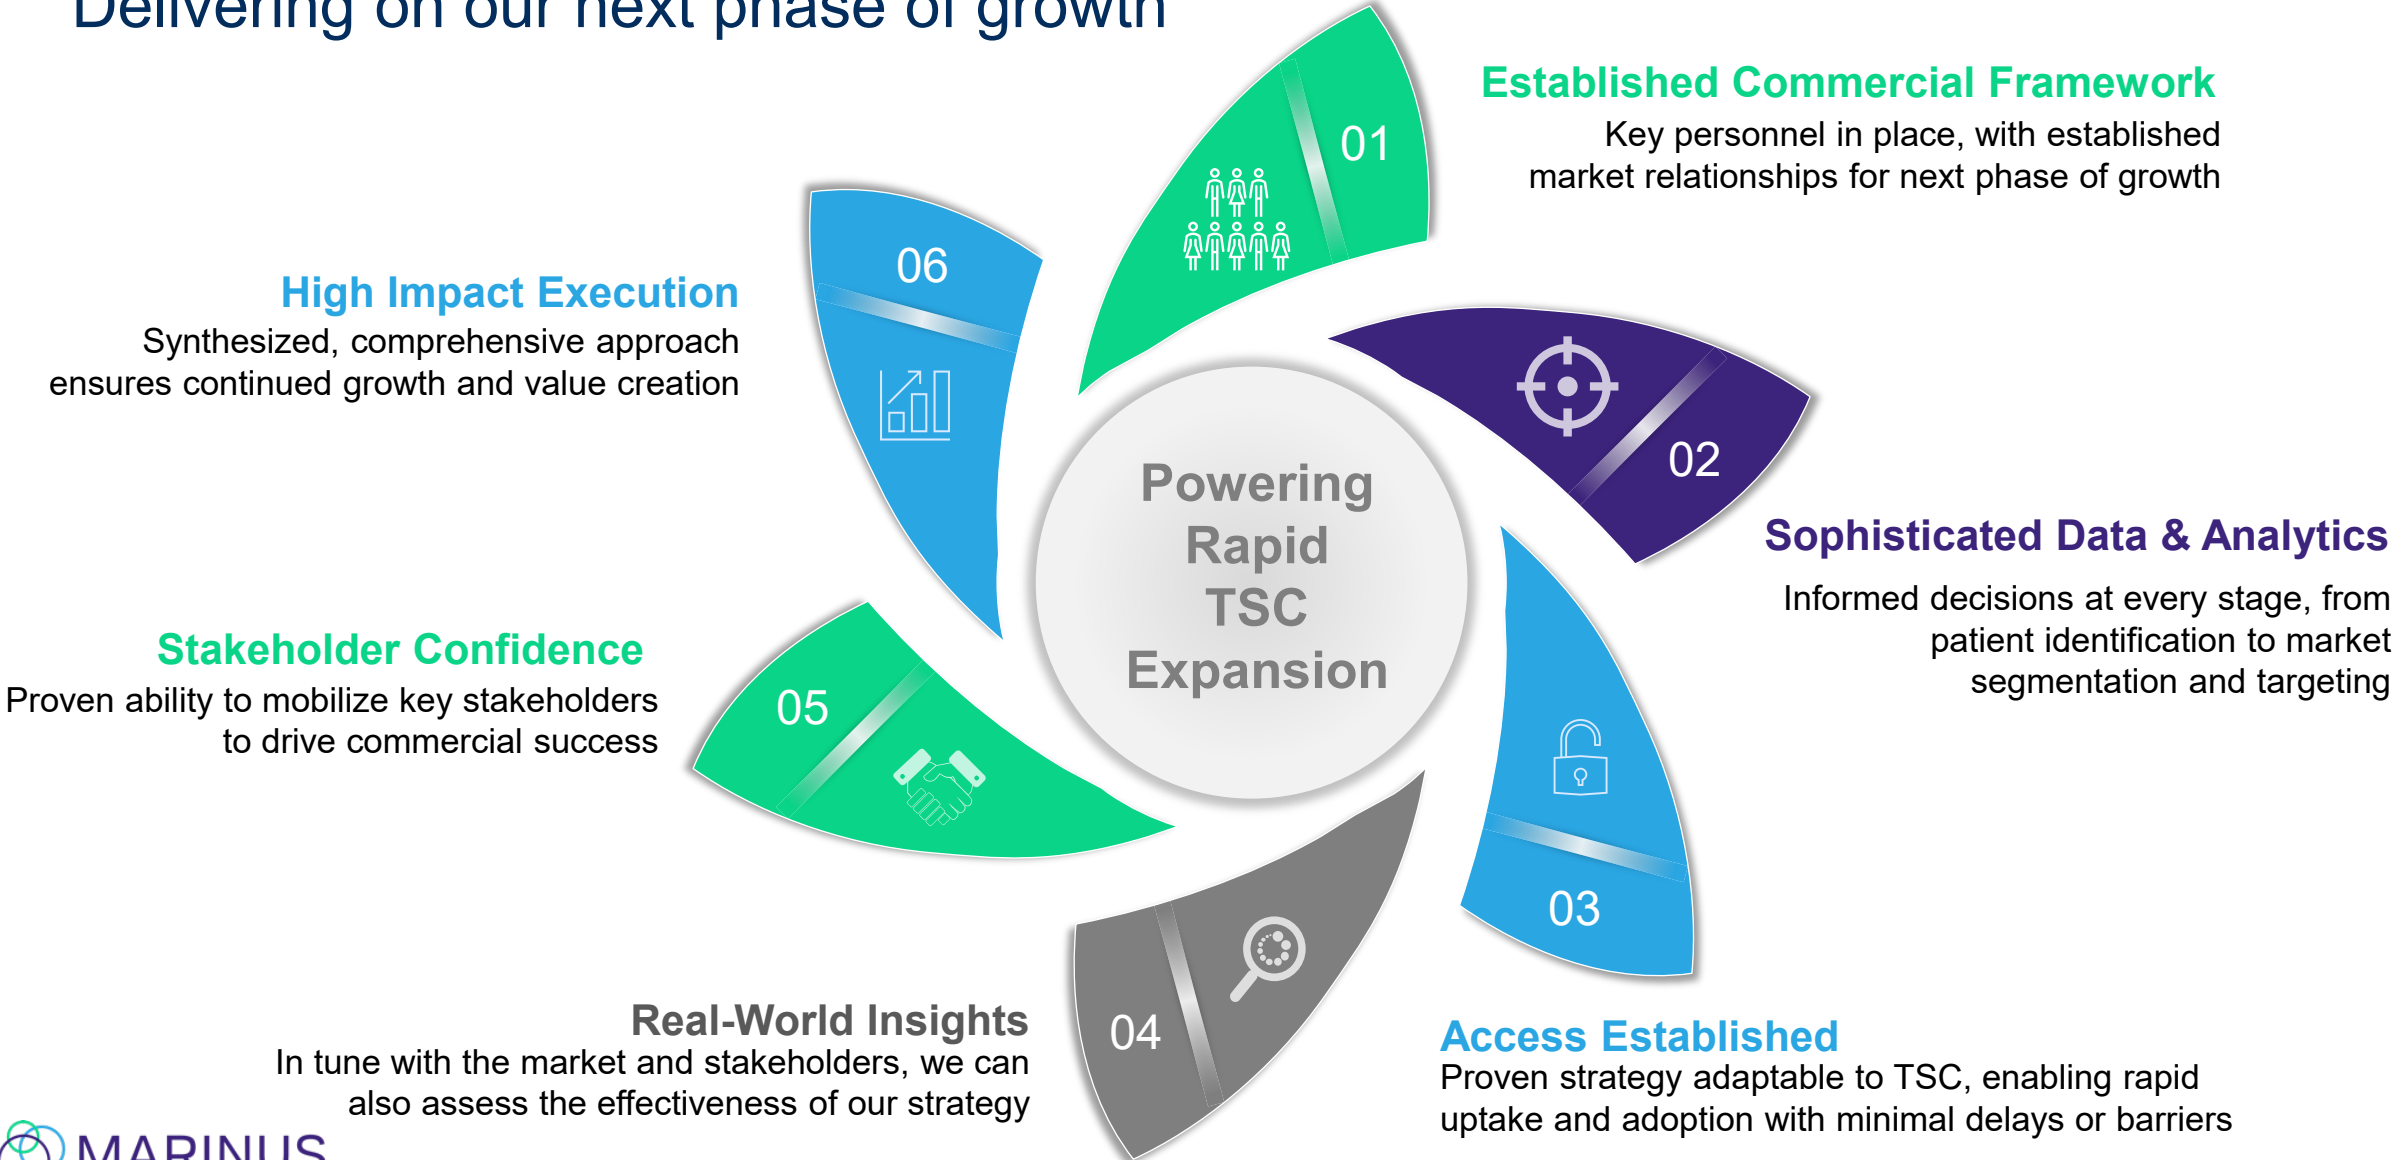 Delivering on our next phase of growth
01
Established Commercial Framework
Key personnel in place, with established
market relationships for next phase of growth
02
Sophisticated Data & Analytics
Informed decisions at every stage, from
patient identification to market
segmentation and targeting
03
Access Established
Proven strategy adaptable to TSC, enabling rapid
uptake and adoption with minimal delays or barriers
04
Real-World Insights
In tune with the market and stakeholders, we can
also assess the effectiveness of our strategy
05
Stakeholder Confidence
Proven ability to mobilize key stakeholders
to drive commercial success
06
High Impact Execution
Synthesized, comprehensive approach
ensures continued growth and value creation
Powering
Rapid
TSC
Expansion
MARINUS